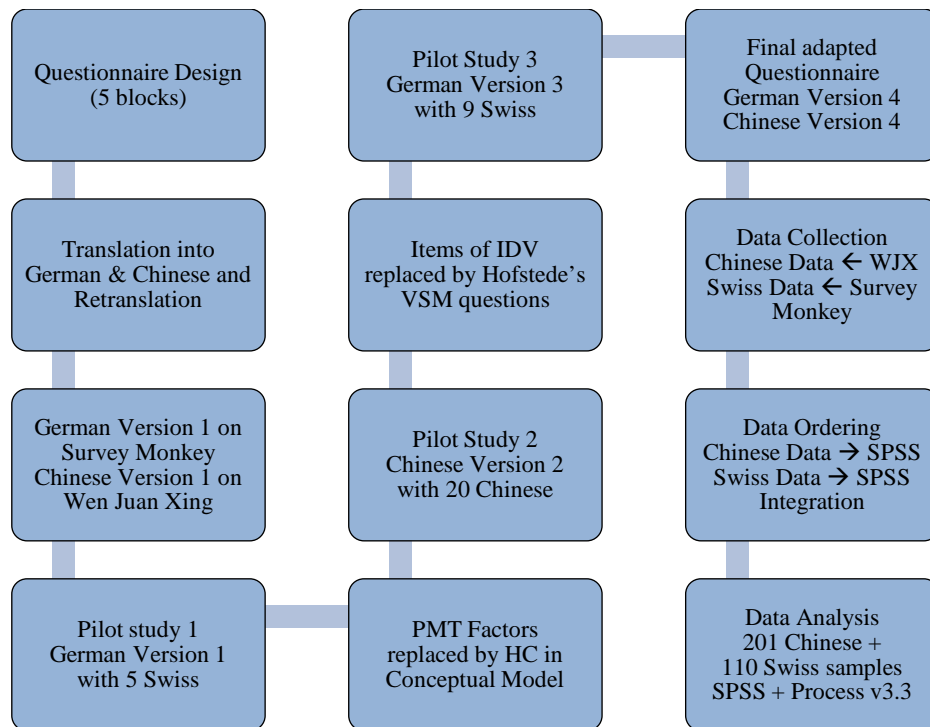 Questionnaire Design
(5 blocks)
Translation into
German & Chinese and
Retranslation
German Version 1 on
Survey Monkey
Chinese Version 1 on
Wen Juan Xing
Pilot study 1
German Version 1
with 5 Swiss
PMT Factors
replaced by HC in
Conceptual Model
Pilot Study 2
Chinese Version 2
with 20 Chinese
Items of IDV
replaced by Hofstede’s
VSM questions
Pilot Study 3
German Version 3
with 9 Swiss
Final adapted
Questionnaire
German Version 4
Chinese Version 4
Data Collection
Chinese Data ← WJX
Swiss Data ← Survey
Monkey
Data Ordering
Chinese Data → SPSS
Swiss Data → SPSS
Integration
Data Analysis
201 Chinese +
110 Swiss samples
SPSS + Process v3.3